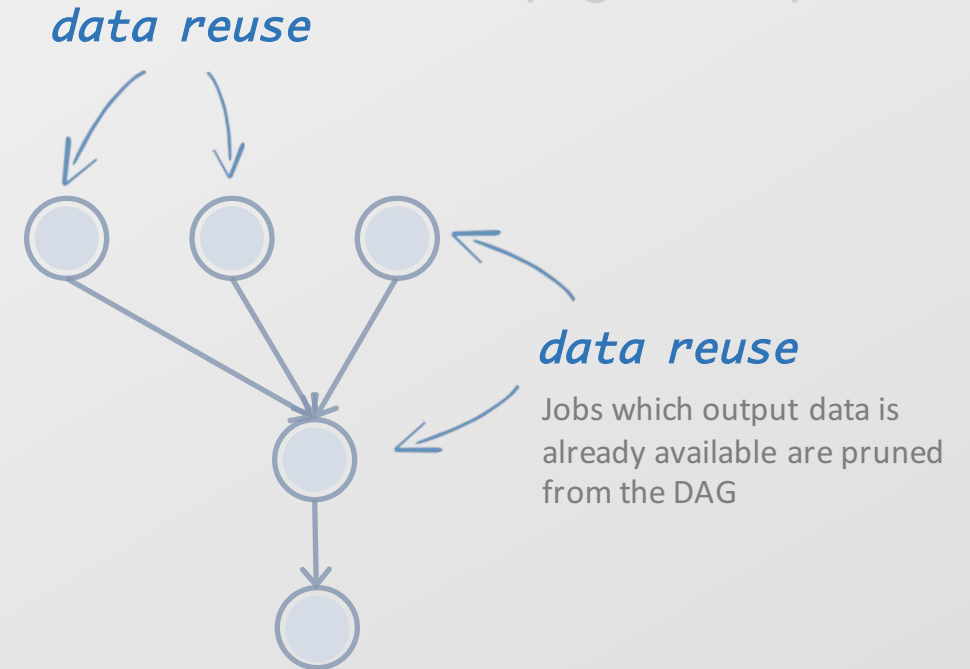 data reuse
data reuse
Jobs which output data is
already available are pruned
from the DAG